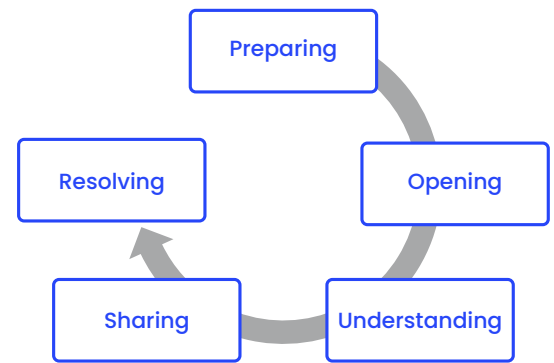 Preparing
Opening
Understanding
Sharing
Resolving